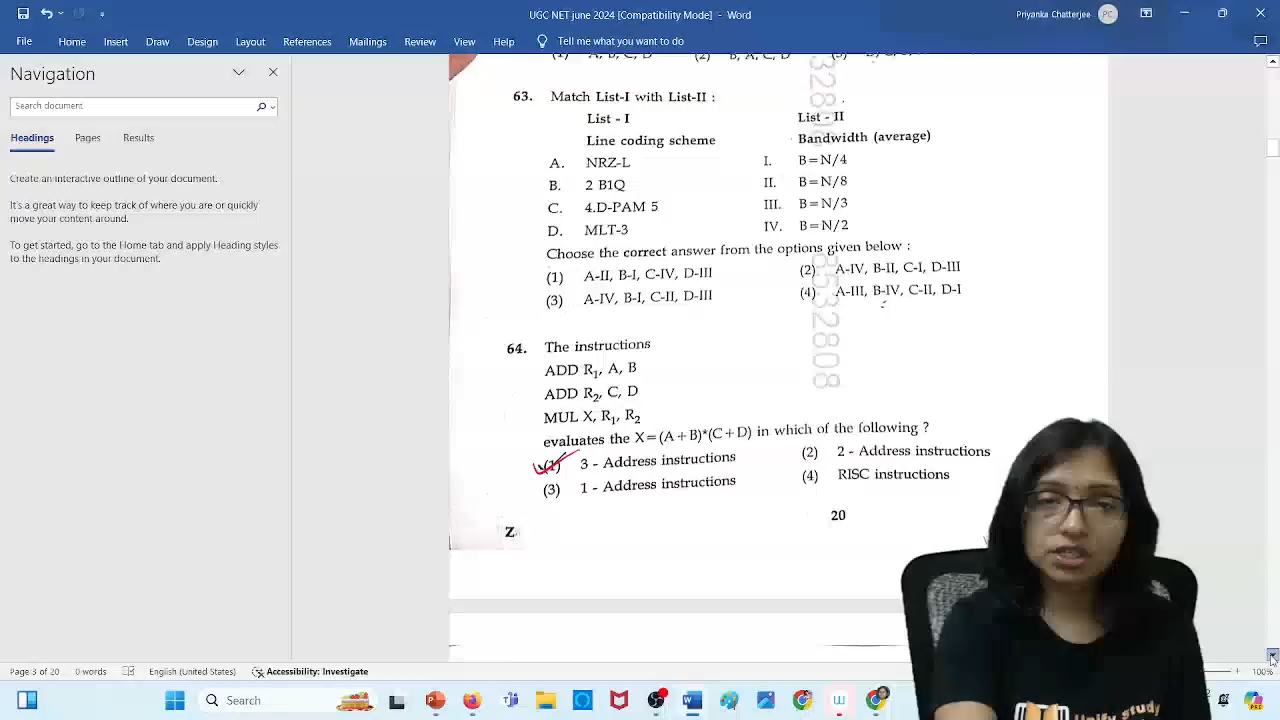 UGC NET june 2024 [Compatibility Mode] - Word
Priyanka Chatterjee PC
File Home Insert Draw Design Layout References Mailings Review View Help Tell me what you want to do
Navigation
Search document
Headings Pages Results
Create an interactive outline of your document.
It's a great way to keep track of where you are or quickly
move your content around.
To get started, go to the Home tab and apply Heading styles
to the headings in your document.
63. Match List-I with List-II :
List - I List - II
Line coding scheme Bandwidth (average)
A. NRZ-L I. B=N/4
B. 2 B1Q II. B=N/8
C. 4.D-PAM 5 III. B=N/3
D. MLT-3 IV. B=N/2
Choose the correct answer from the options given below :
(1) A-II, B-I, C-IV, D-III (2) A-IV, B-II, C-I, D-III
(3) A-IV, B-I, C-II, D-III (4) A-III, B-IV, C-II, D-I
64. The instructions
ADD R1, A, B
ADD R2, C, D
MUL X, R1, R2
evaluates the X=(A+B)*(C+D) in which of the following ?
(1) 3 - Address instructions (2) 2 - Address instructions
(3) 1 - Address instructions (4) RISC instructions
20
Z
8532808
Unify study
Page 3 of 20 0 words English (United States) Accessibility: Investigate 100%
Search